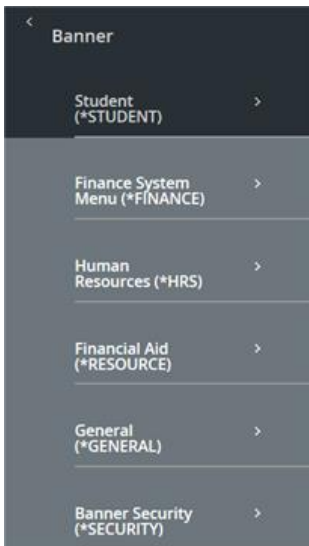 Banner
Student
(*STUDENT)
Finance System
Menu (*FINANCE)
Human
Resources (*HRS)
Financial Aid
(*RESOURCE)
General
(*GENERAL)
Banner Security
(*SECURITY)